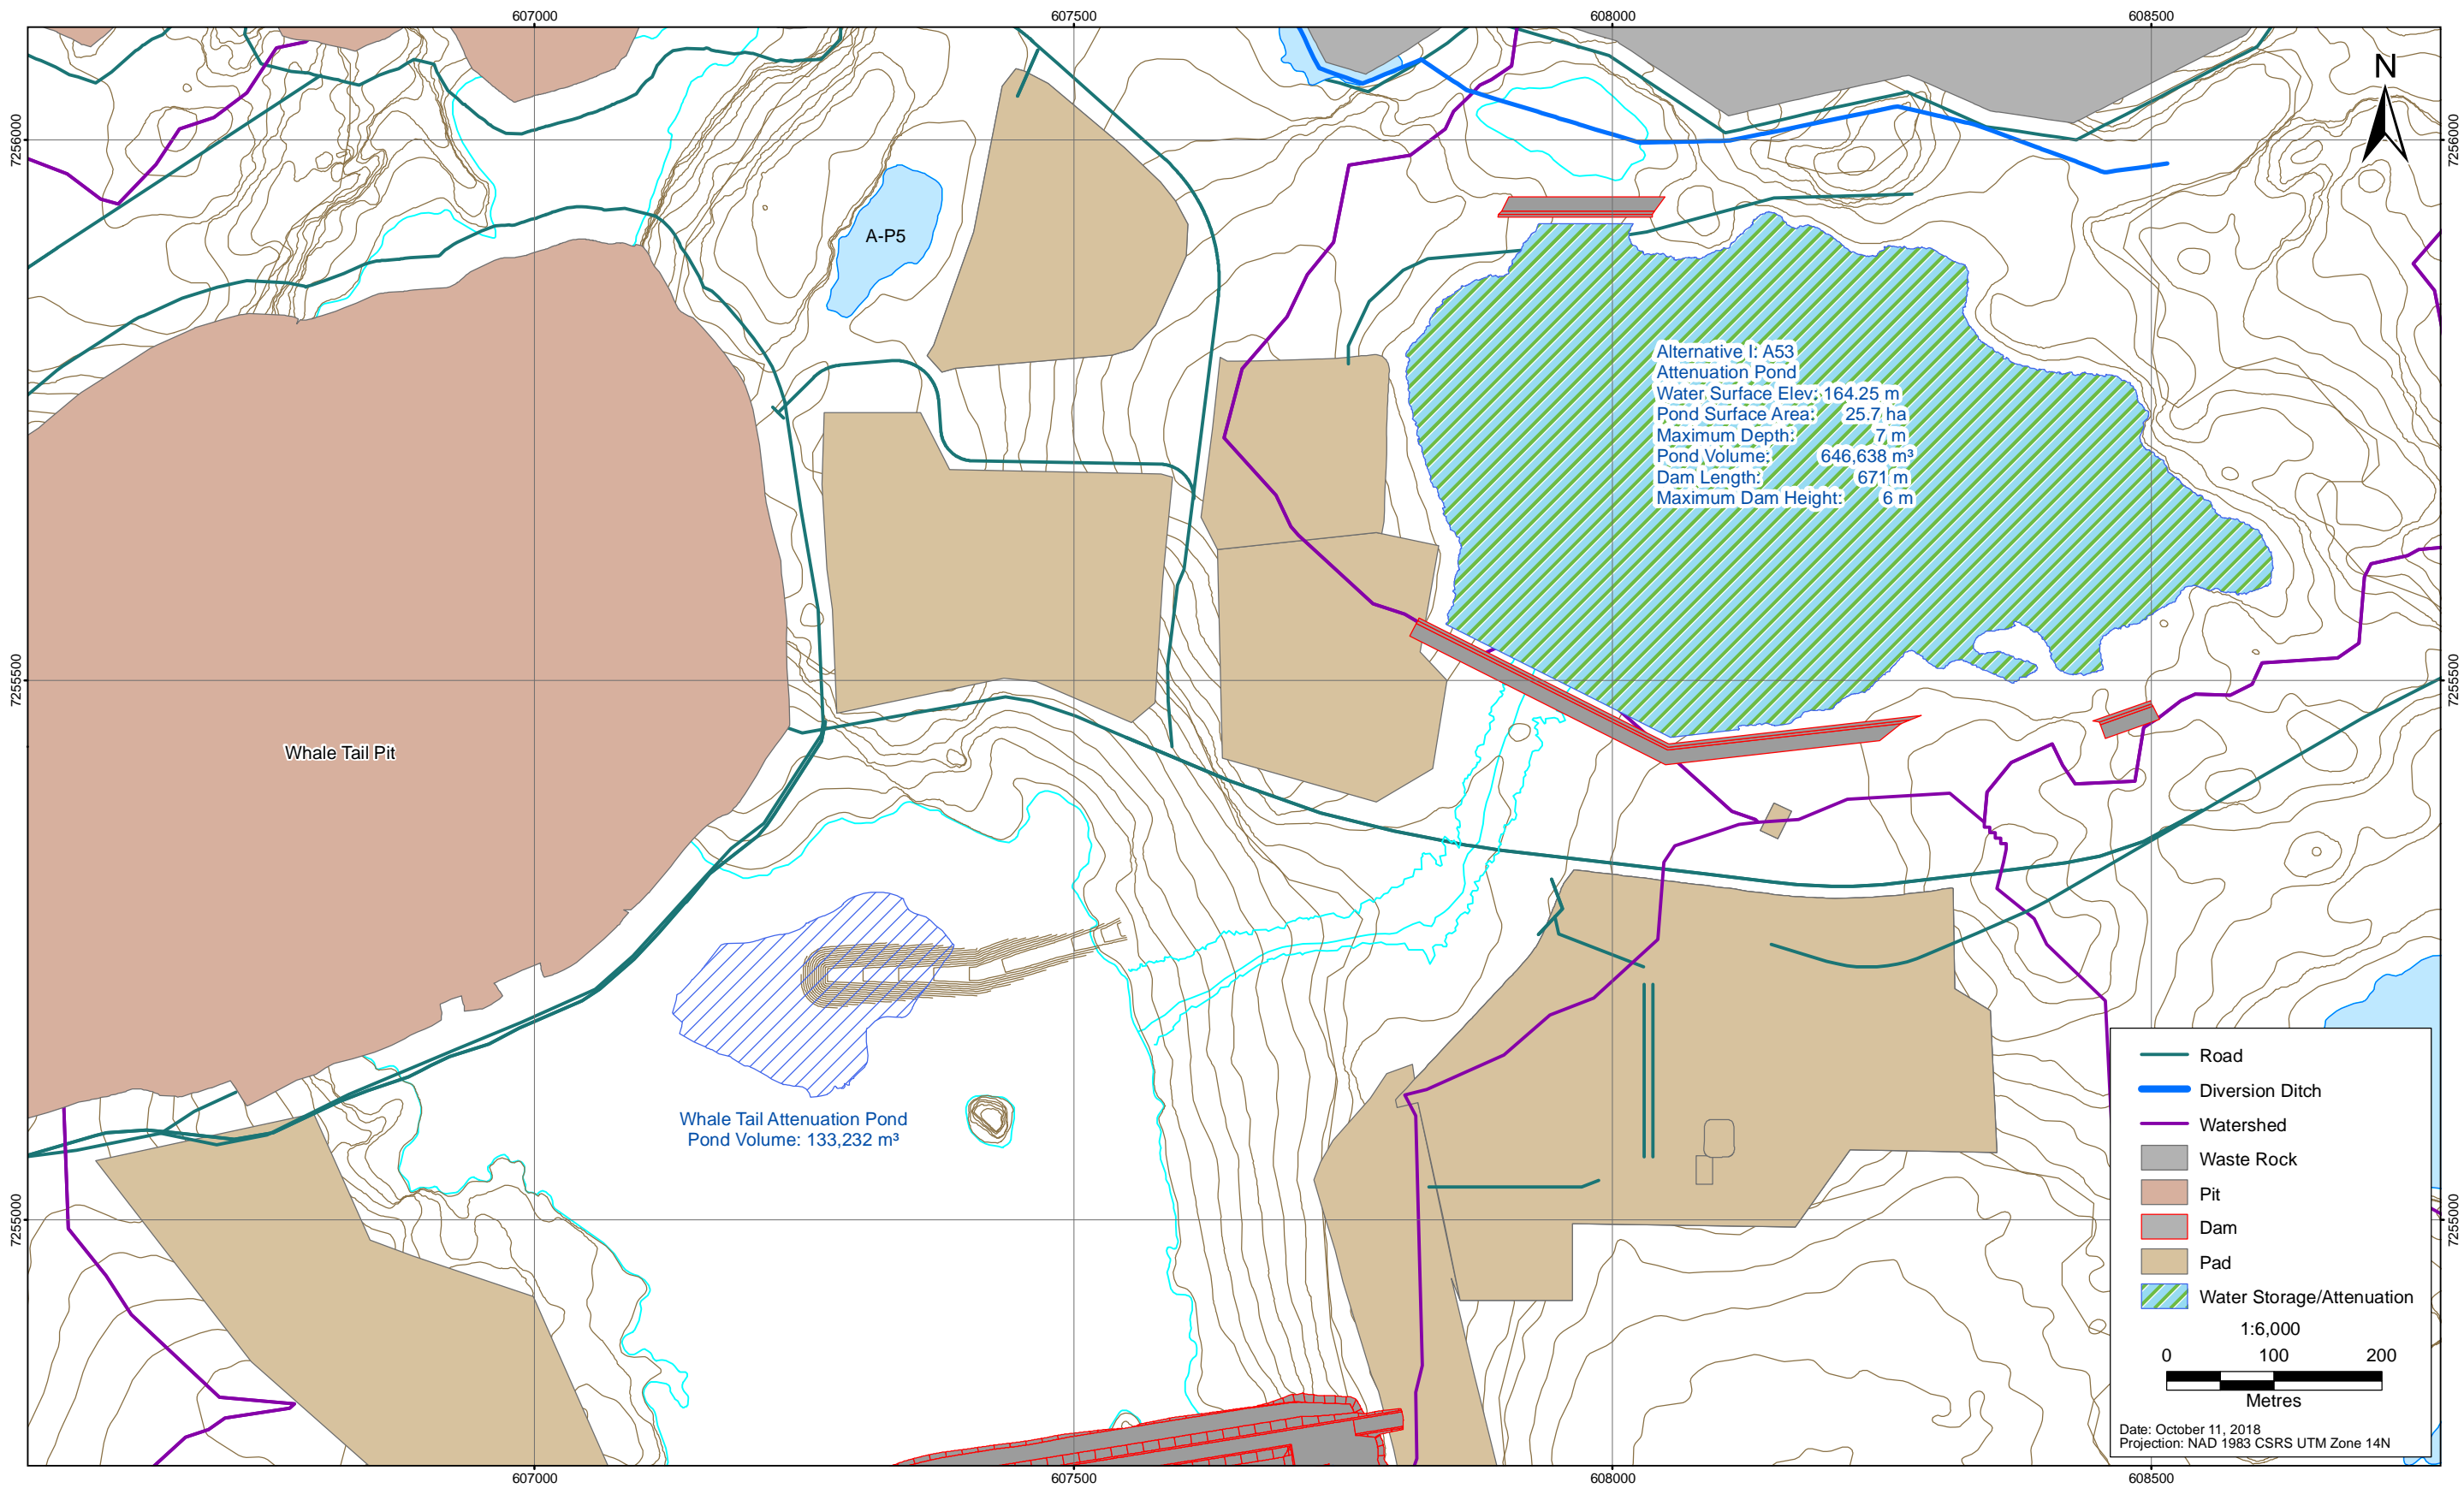 607000
607500
608000
608500
N
7256000
7256000
A-P5
Alternative I: A53
Attenuation Pond
Water Surface Elev: 164.25 m
Pond Surface Area: 25.7 ha
Maximum Depth: 7 m
Pond Volume: 646,638 m³
Dam Length: 671 m
Maximum Dam Height: 6 m
7255500
7255500
Whale Tail Pit
Whale Tail Attenuation Pond
Pond Volume: 133,232 m³
7255000
7255000
Road
Diversion Ditch
Watershed
Waste Rock
Pit
Dam
Pad
Water Storage/Attenuation
1:6,000
0 100 200
Metres
Date: October 11, 2018
Projection: NAD 1983 CSRS UTM Zone 14N
607000
607500
608000
608500